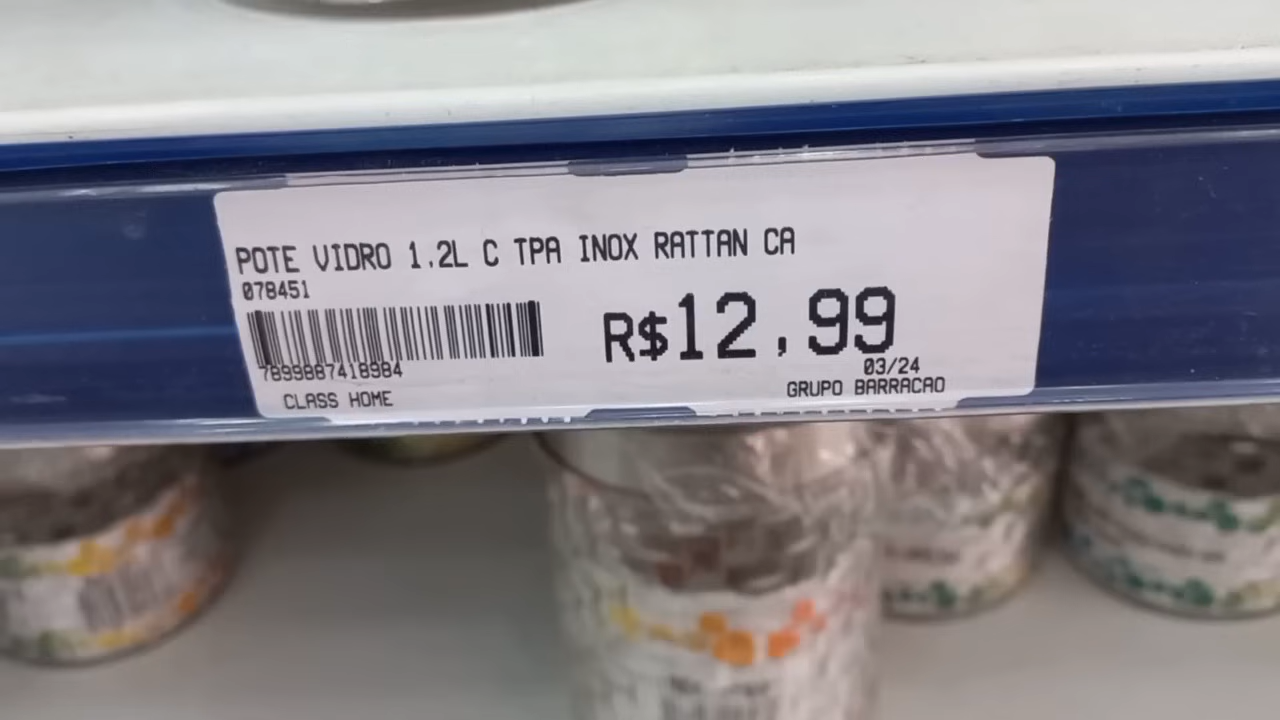 POTE VIDRO 1.2L C TPA INOX RATTAN CA
078451
R$12,99
7899887418984
03/24
CLASS HOME
GRUPO BARRACAO